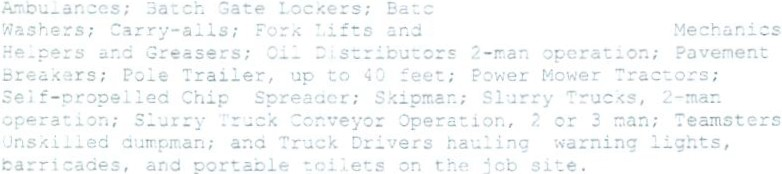 Ambulances; Batch Gate Lockers; Batc
Washers; Carry-alls; Fork Lifts and Mechanics
Helpers and Greasers; Oil Distributors 2-man operation; Pavement
Breakers; Pole Trailer, up to 40 feet; Power Mower Tractors;
Self-propelled Chip Spreader; Skipman; Slurry Trucks, 2-man
operation; Slurry Truck Conveyor Operation, 2 or 3 man; Teamsters
Unskilled dumpman; and Truck Drivers hauling warning lights,
barricades, and portable toilets on the job site.